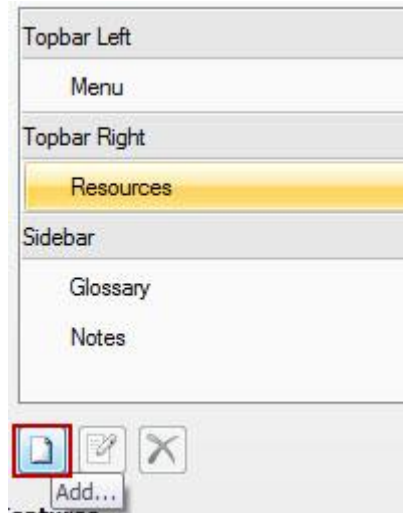 Topbar Left
Menu
Topbar Right
Resources
Sidebar
Glossary
Notes
Add...